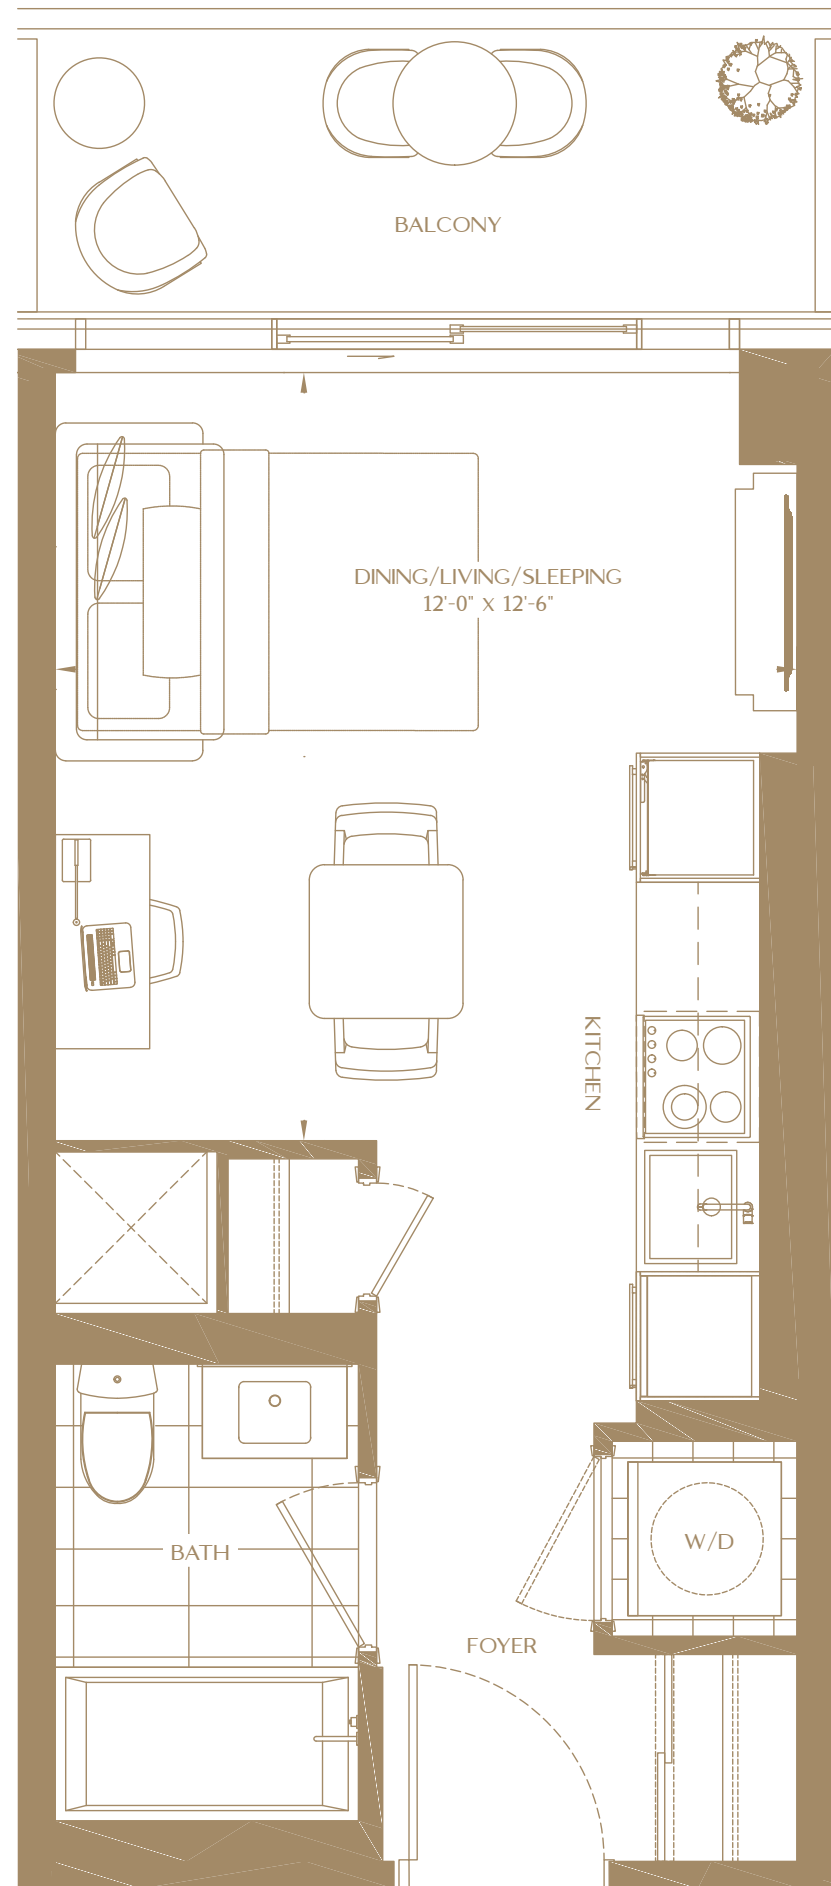 BALCONY
DINING/LIVING/SLEEPING
12'-0" X 12'-6"
KITCHEN
W/D
BATH
FOYER